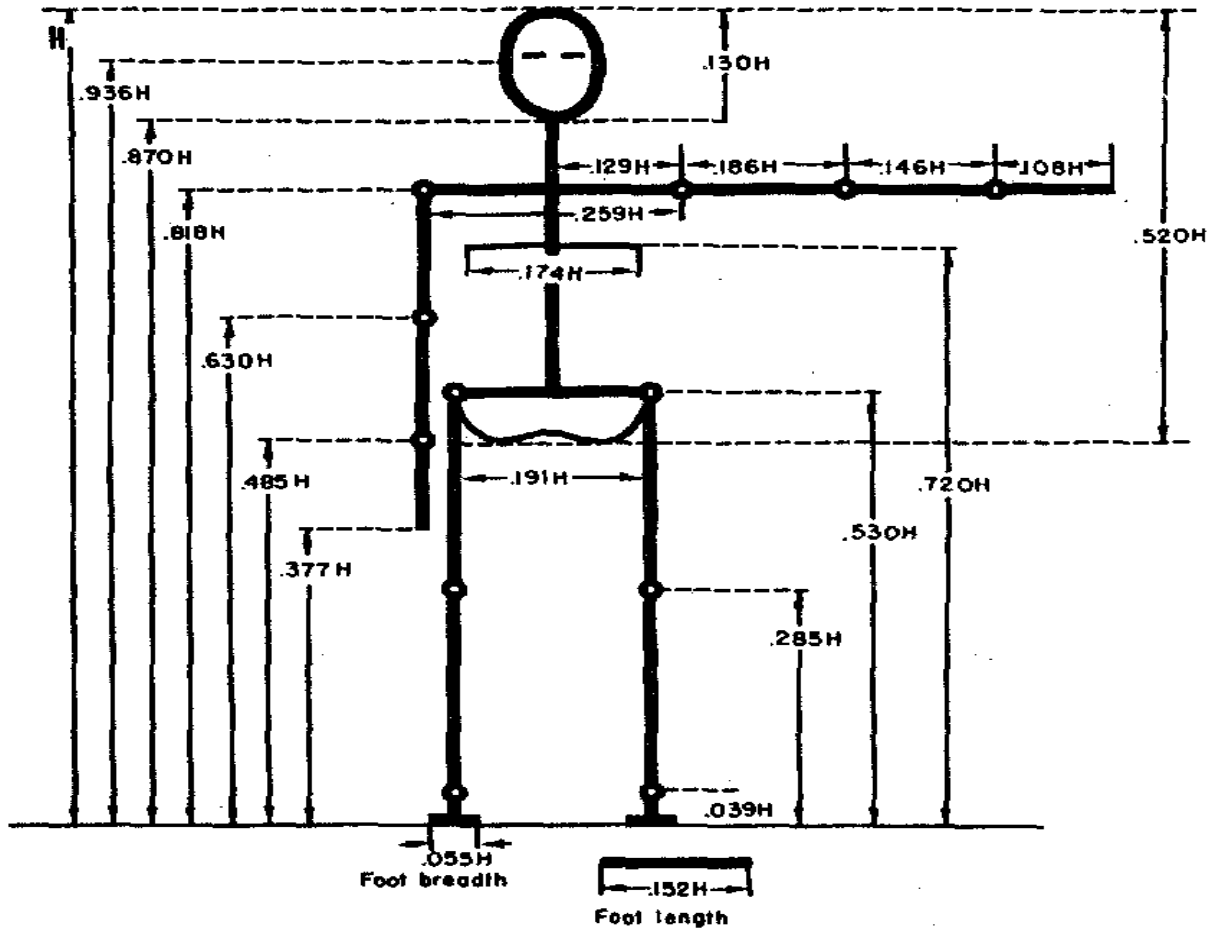 H
.130H
.936H
.870H
.129H
.186H
.146H
.108H
.818H
.259H
.520H
.174H
.630H
.485H
.191H
.720H
.530H
.377H
.285H
.039H
.055H
Foot breadth
.152H
Foot length